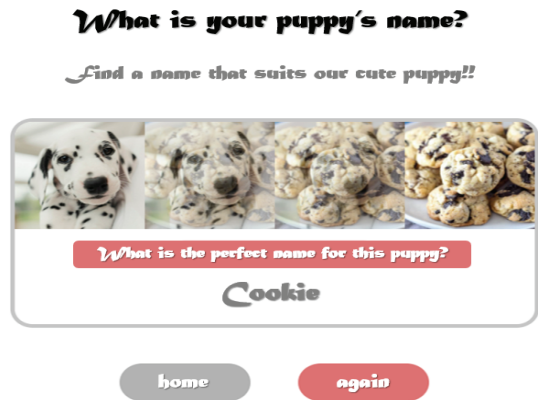 What is your puppy's name?
Find a name that suits our cute puppy!!
What is the perfect name for this puppy?
Cookie
home
again